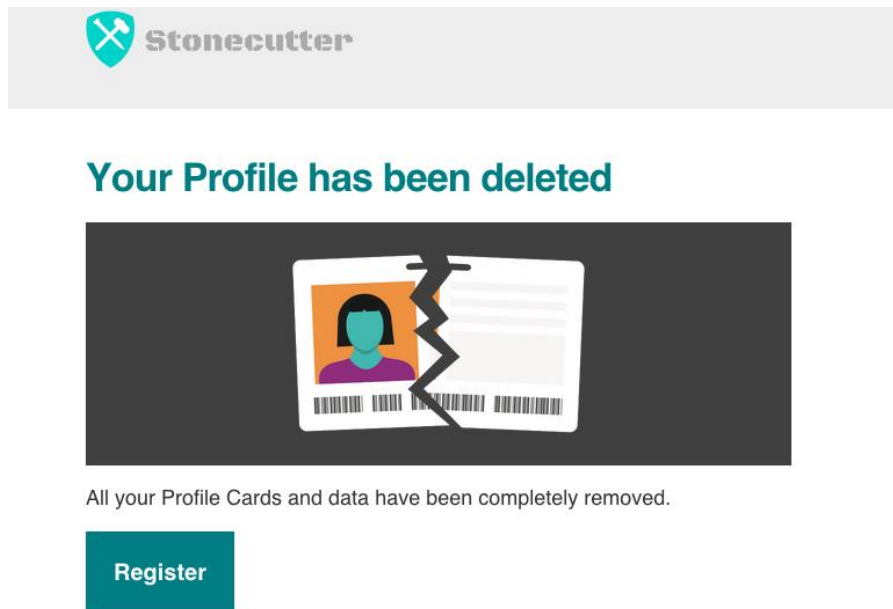 Stonecutter
Your Profile has been deleted
All your Profile Cards and data have been completely removed.
Register